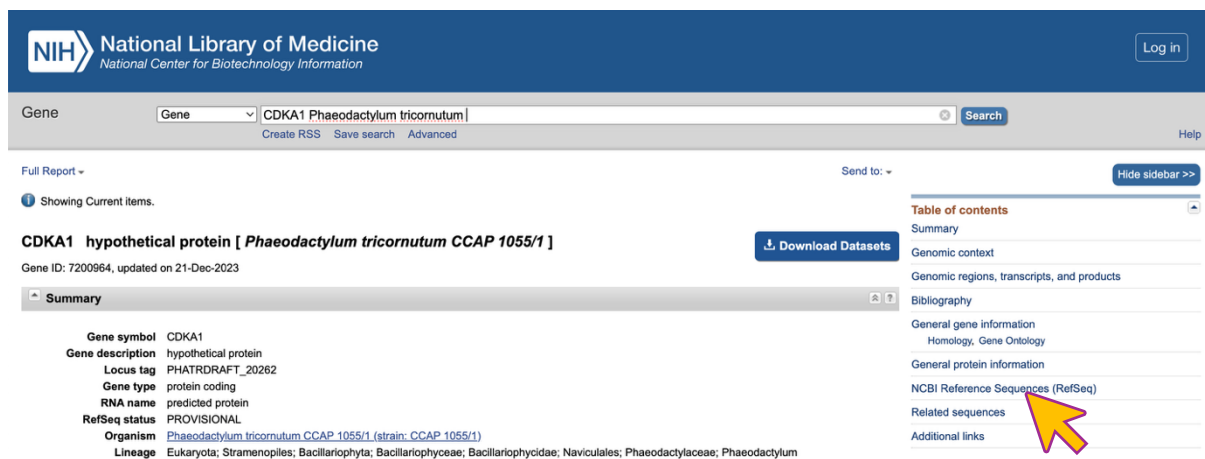 NIH National Library of Medicine
National Center for Biotechnology Information
Log in
Gene Gene CDKA1 Phaeodactylum tricornutum Search
Create RSS Save search Advanced
Help
Full Report Send to:
Hide sidebar >>
Showing Current items.
CDKA1 hypothetical protein [ Phaeodactylum tricornutum CCAP 1055/1 ]
Download Datasets
Gene ID: 7200964, updated on 21-Dec-2023
Summary ?
Gene symbol CDKA1
Gene description hypothetical protein
Locus tag PHATRDRAFT_20262
Gene type protein coding
RNA name predicted protein
RefSeq status PROVISIONAL
Organism Phaeodactylum tricornutum CCAP 1055/1 (strain: CCAP 1055/1)
Lineage Eukaryota; Stramenopiles; Bacillariophyta; Bacillariophyceae; Bacillariophycidae; Naviculales; Phaeodactylaceae; Phaeodactylum
Table of contents
Summary
Genomic context
Genomic regions, transcripts, and products
Bibliography
General gene information
Homology, Gene Ontology
General protein information
NCBI Reference Sequences (RefSeq)
Related sequences
Additional links